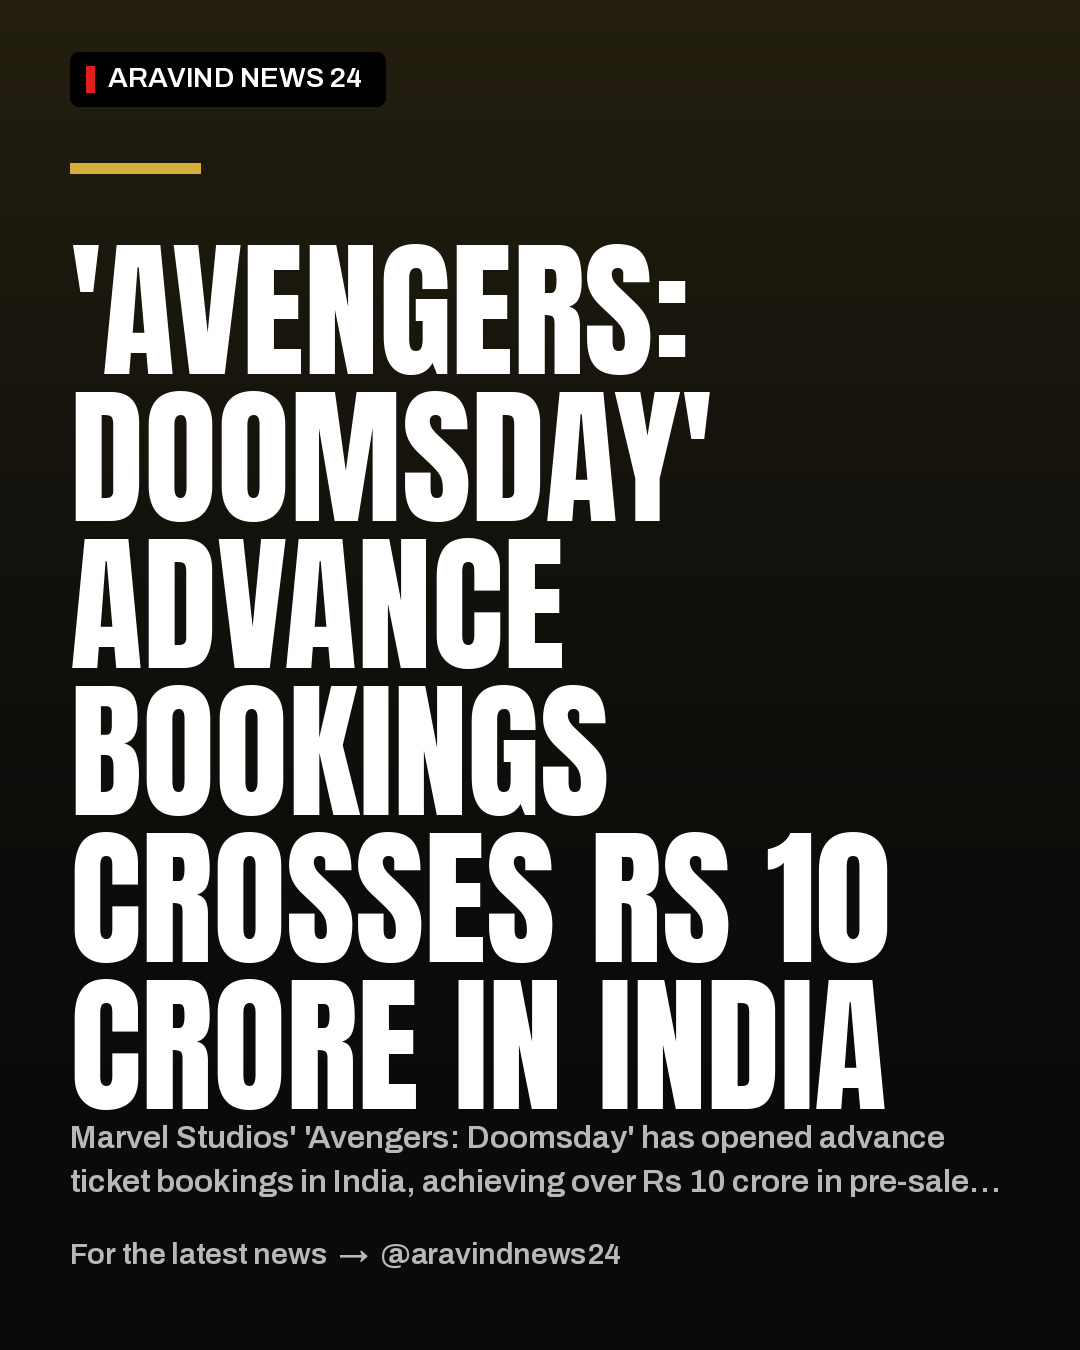 ARAVIND NEWS 24
'AVENGERS:
DOOMSDAY'
ADVANCE
BOOKINGS
CROSSES RS 10
CRORE IN INDIA
Marvel Studios' 'Avengers: Doomsday' has opened advance
ticket bookings in India, achieving over Rs 10 crore in pre-sale...
For the latest news → @aravindnews24